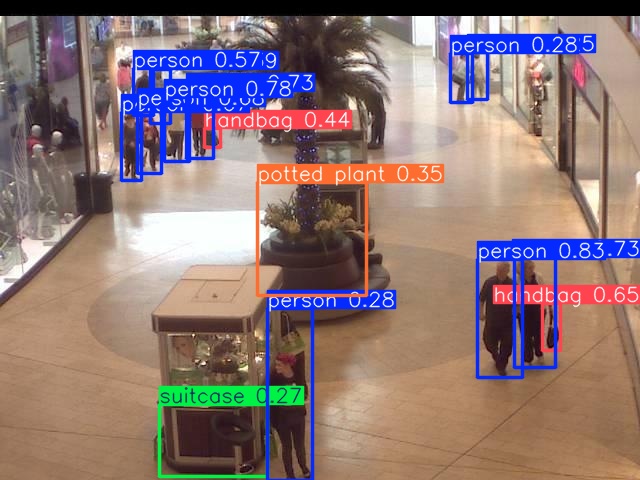 person 0.28
person 0.57
person 0.78
handbag 0.44
potted plant 0.35
person 0.83.73
handbag 0.65
person 0.28
suitcase 0.27